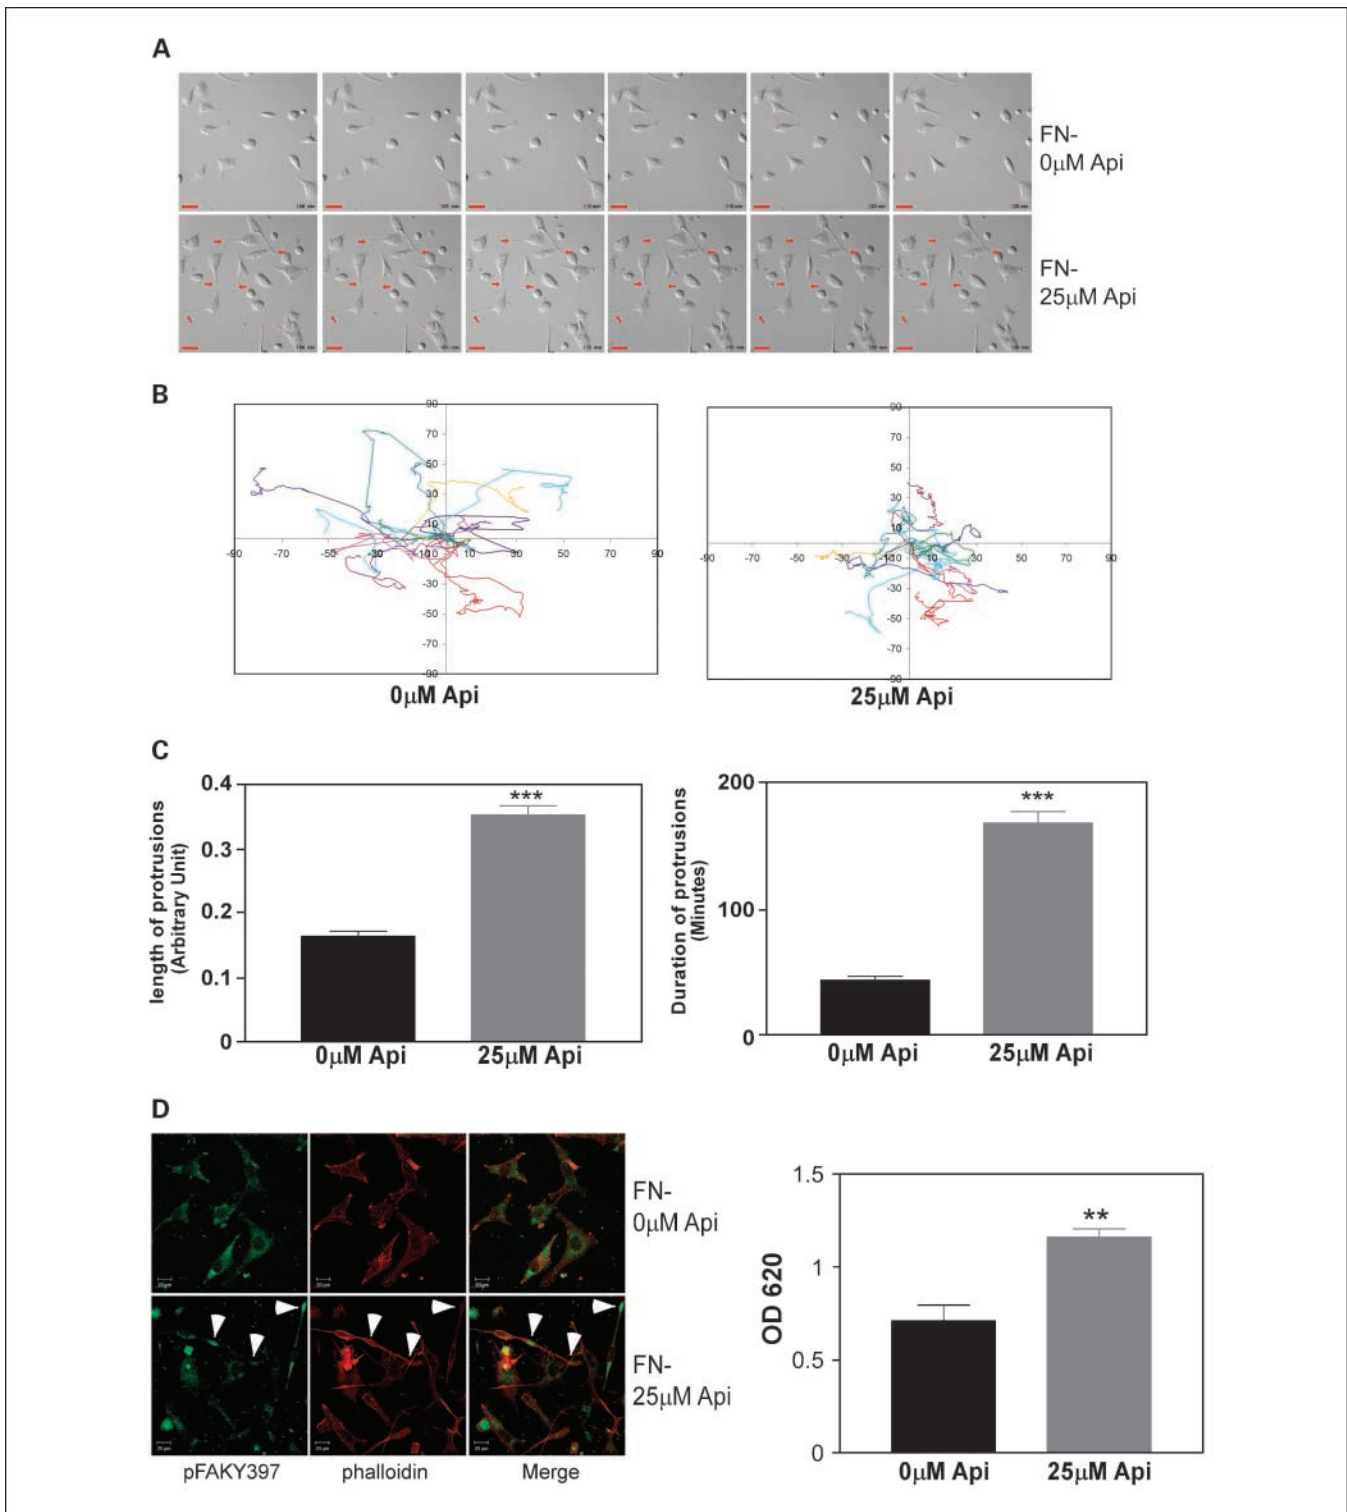 A
FN-
0μM Api
FN-
25μM Api
B
90
70
50
30
10
-90
-70
-50
-30
-10
10
30
50
70
90
-30
-50
-70
-90
0μM Api
90
70
50
30
10
-90
-70
-50
-30
-10
10
30
50
70
90
-10
-30
-50
-70
-90
25μM Api
C
length of protrusions
(Arbitrary Unit)
0.4
0.3
0.2
0.1
0
***
0μM Api
25μM Api
Duration of protrusions
(Minutes)
200
100
0
***
0μM Api
25μM Api
D
FN-
0μM Api
FN-
25μM Api
pFAKY397
phalloidin
Merge
OD 620
1.5
1
0.5
0
**
0μM Api
25μM Api